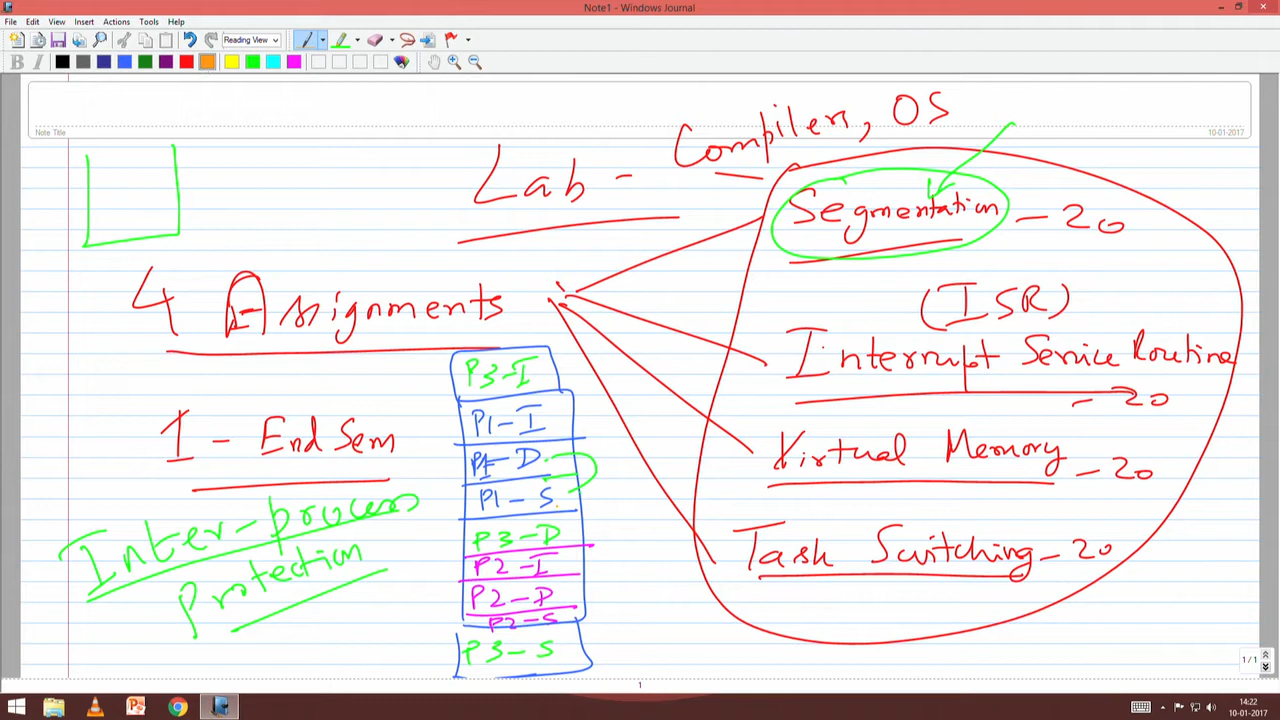 Note1 - Windows Journal
File Edit View Insert Actions Tools Help
Reading View
B I
Note Title
10-01-2017
Lab - Compilers, OS
Segmentation - 20
4 Assignments
(ISR)
Interrupt Service Routine
- 20
1 - End Sem
Virtual Memory - 20
Task Switching - 20
Inter-process
Protection
P3-I
P1-I
P1-D
P1-S
P3-D
P2-I
P2-D
P2-S
P3-S
1/1
1
14:22
10-01-2017